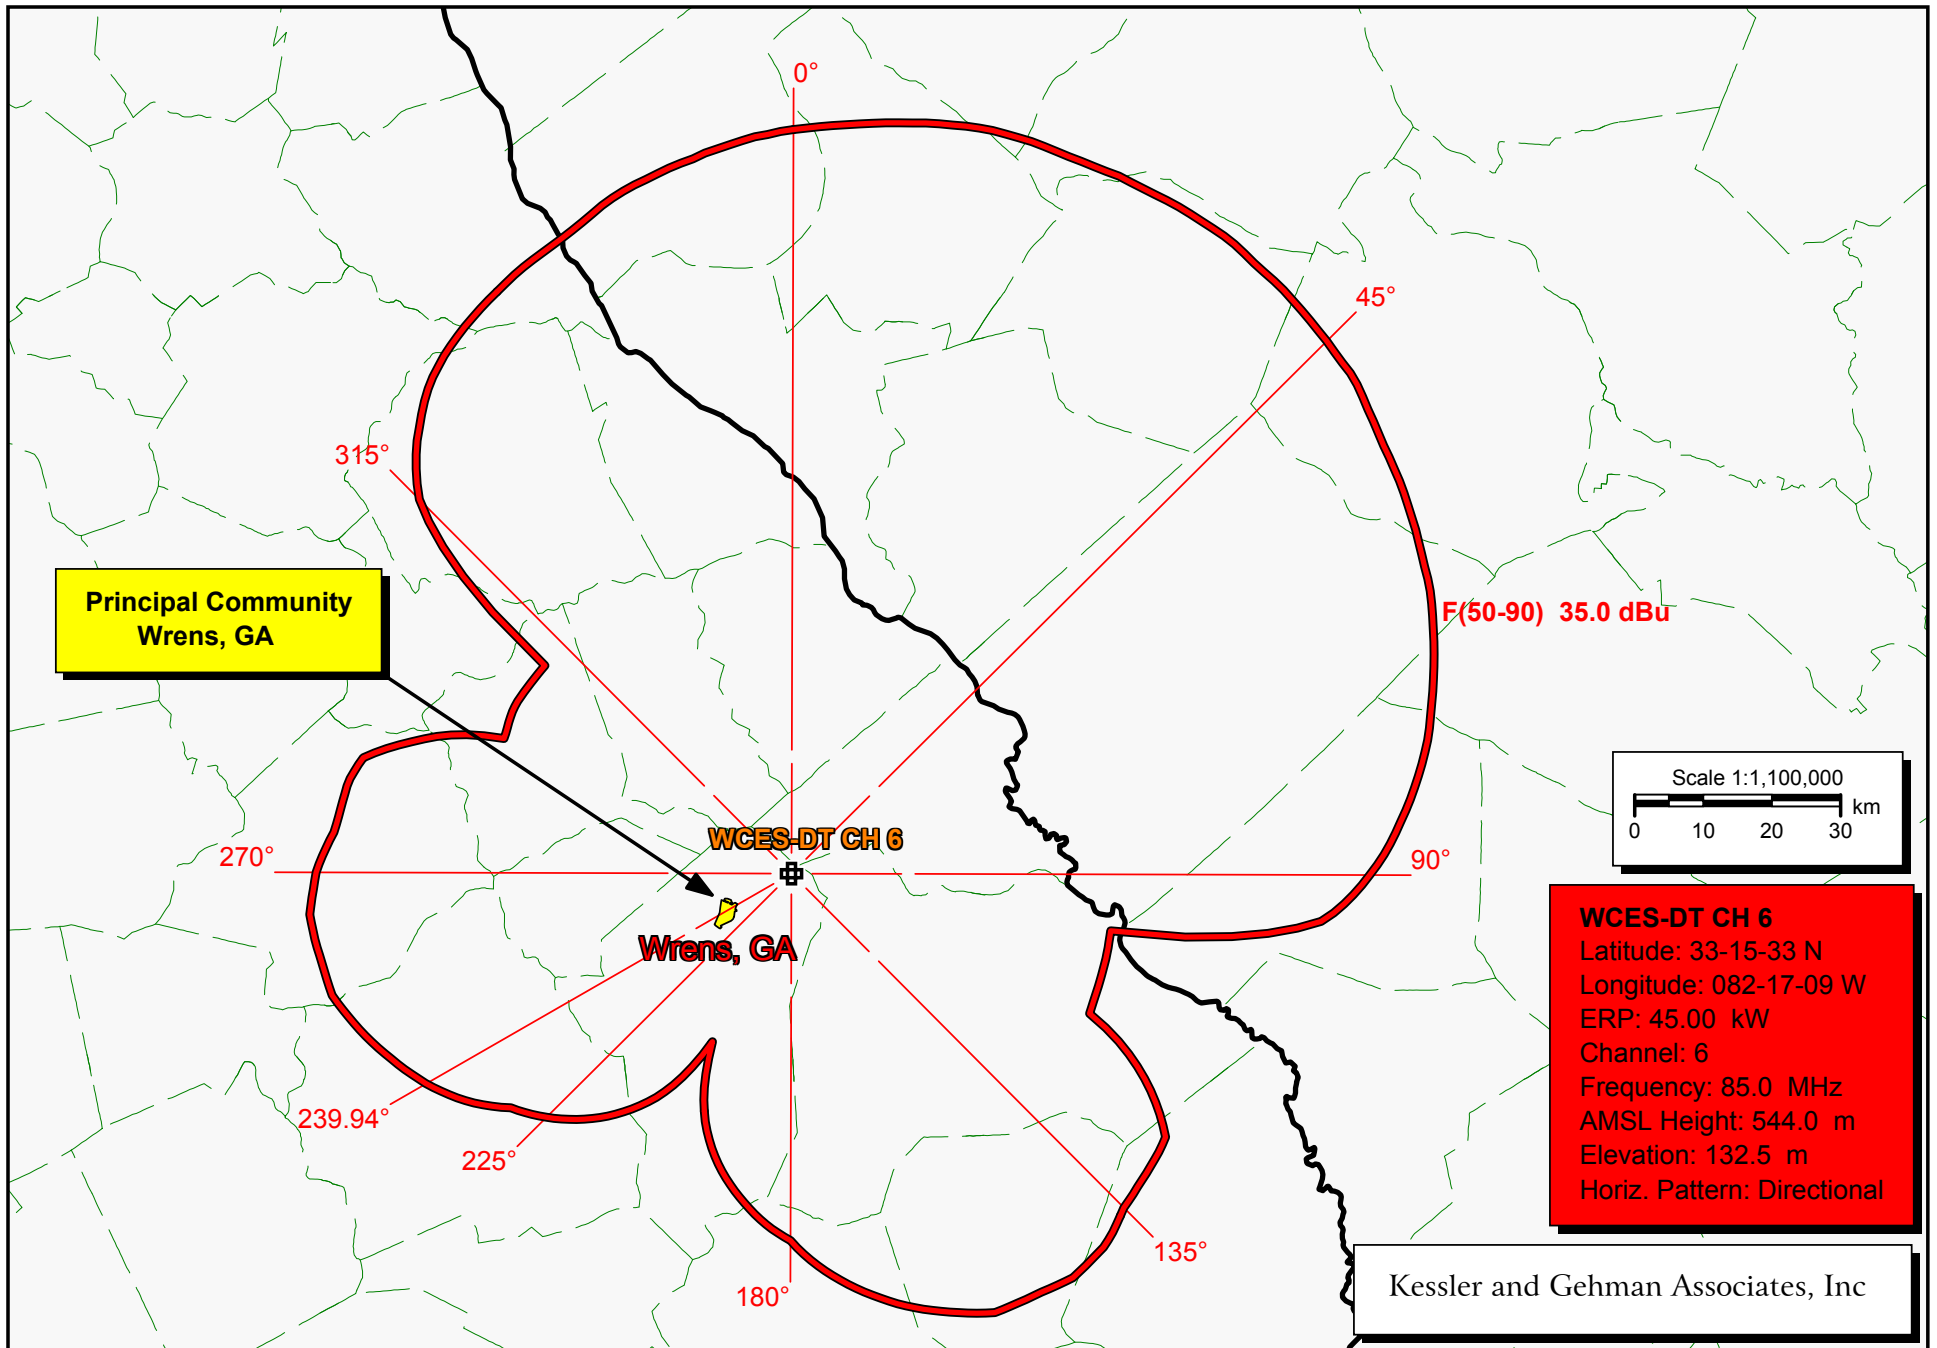 0°
45°
315°
Principal Community
Wrens, GA
F(50-90)  35.0 dBu
Scale 1:1,100,000
km
0 10 20 30
WCES-DT CH 6
270°
90°
Wrens, GA
WCES-DT CH 6
Latitude: 33-15-33 N
Longitude: 082-17-09 W
ERP: 45.00  kW
Channel: 6
Frequency: 85.0  MHz
AMSL Height: 544.0  m
Elevation: 132.5  m
Horiz. Pattern: Directional
239.94°
225°
135°
180°
Kessler and Gehman Associates, Inc